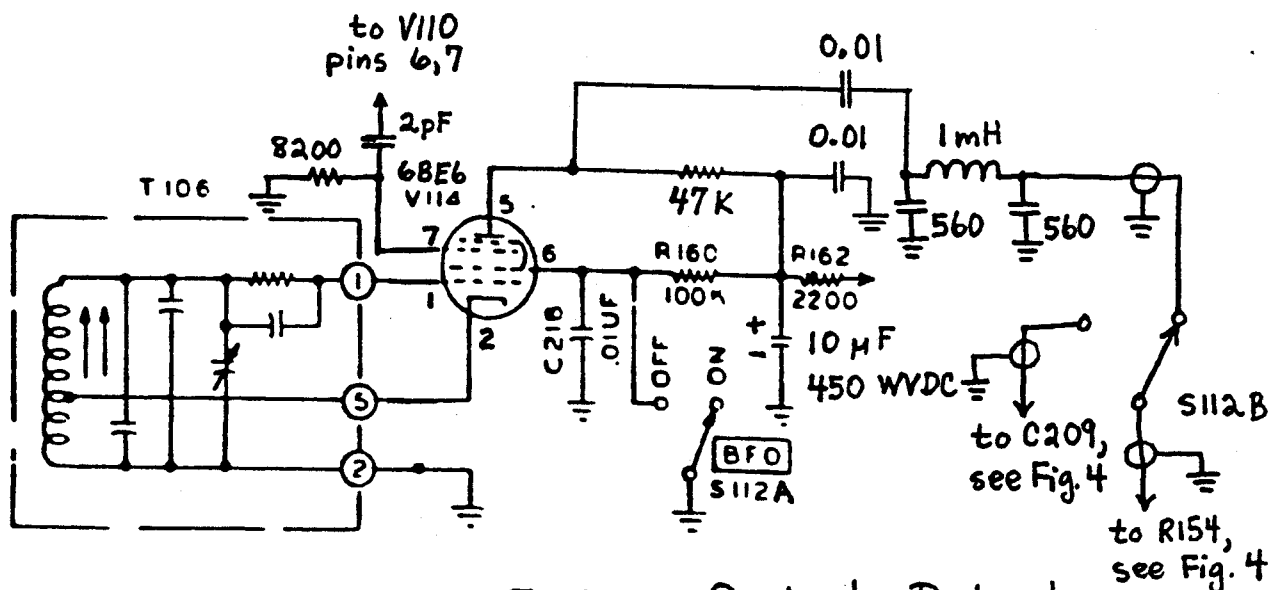 to V110
pins 6,7
2pF
8200
6BE6
V114
T106
5
7
6
1
2
1
5
2
0.01
0.01
1mH
47K
560
560
R160
100K
R162
2200
C218
.01UF
OFF
ON
+
-
10 µF
450 WVDC
BFO
S112A
to C209,
see Fig. 4
S112B
to R154,
see Fig. 4